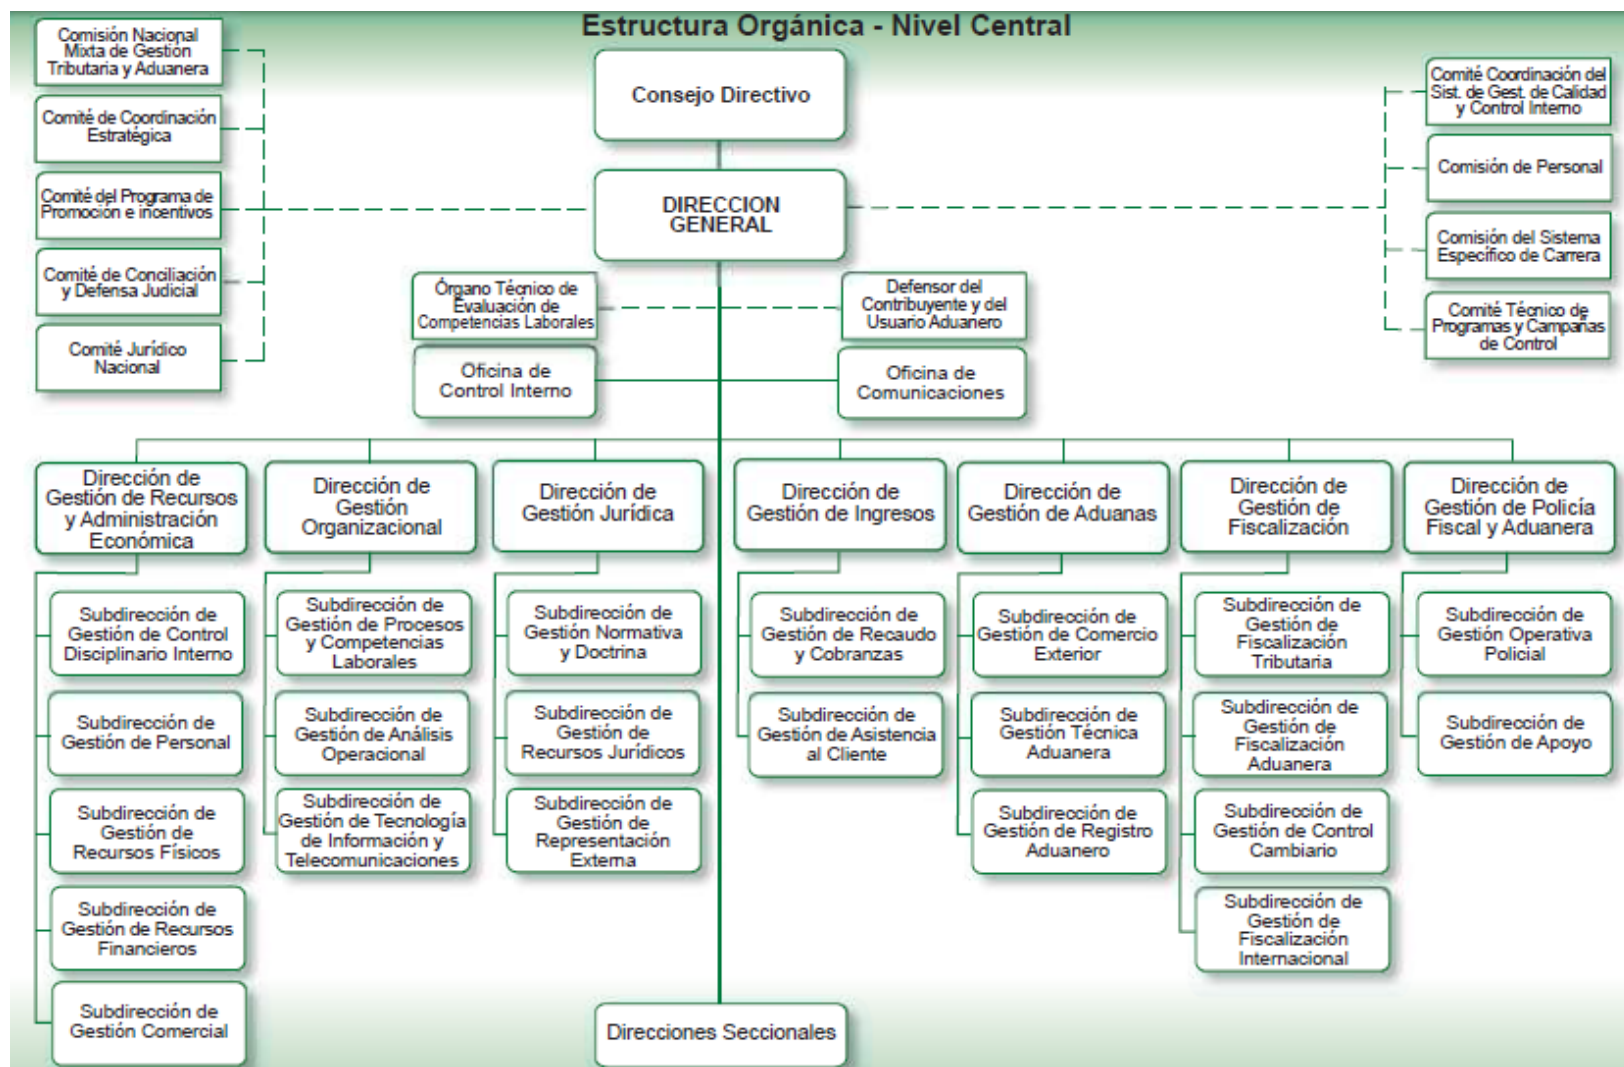 Estructura Orgánica - Nivel Central
Comisión Nacional
Mixta de Gestión
Tributaria y Aduanera
Comité de Coordinación
Estratégica
Comité del Programa de
Promoción e incentivos
Comité de Conciliación
y Defensa Judicial
Comité Jurídico
Nacional
Consejo Directivo
DIRECCION
GENERAL
Comité Coordinación del
Sist. de Gest. de Calidad
y Control Interno
Comisión de Personal
Comisión del Sistema
Específico de Carrera
Comité Técnico de
Programas y Campañas
de Control
Órgano Técnico de
Evaluación de
Competencias Laborales
Defensor del
Contribuyente y del
Usuario Aduanero
Oficina de
Control Interno
Oficina de
Comunicaciones
Dirección de
Gestión de Recursos
y Administración
Económica
Subdirección de
Gestión de Control
Disciplinario Interno
Subdirección de
Gestión de Personal
Subdirección de
Gestión de
Recursos Físicos
Subdirección de
Gestión de Recursos
Financieros
Subdirección de
Gestión Comercial
Dirección de
Gestión
Organizacional
Subdirección de
Gestión de Procesos
y Competencias
Laborales
Subdirección de
Gestión de Análisis
Operacional
Subdirección de
Gestión de Tecnología
de Información y
Telecomunicaciones
Dirección de
Gestión Jurídica
Subdirección de
Gestión Normativa
y Doctrina
Subdirección de
Gestión de
Recursos Jurídicos
Subdirección de
Gestión de
Representación
Externa
Dirección de
Gestión de Ingresos
Subdirección de
Gestión de Recaudo
y Cobranzas
Subdirección de
Gestión de Asistencia
al Cliente
Dirección de
Gestión de Aduanas
Subdirección de
Gestión de Comercio
Exterior
Subdirección de
Gestión Técnica
Aduanera
Subdirección de
Gestión de Registro
Aduanero
Dirección de
Gestión de
Fiscalización
Subdirección de
Gestión de
Fiscalización
Tributaria
Subdirección de
Gestión de
Fiscalización
Aduanera
Subdirección de
Gestión de Control
Cambiario
Subdirección de
Gestión de
Fiscalización
Internacional
Dirección de
Gestión de Policía
Fiscal y Aduanera
Subdirección de
Gestión Operativa
Policial
Subdirección de
Gestión de Apoyo
Direcciones Seccionales